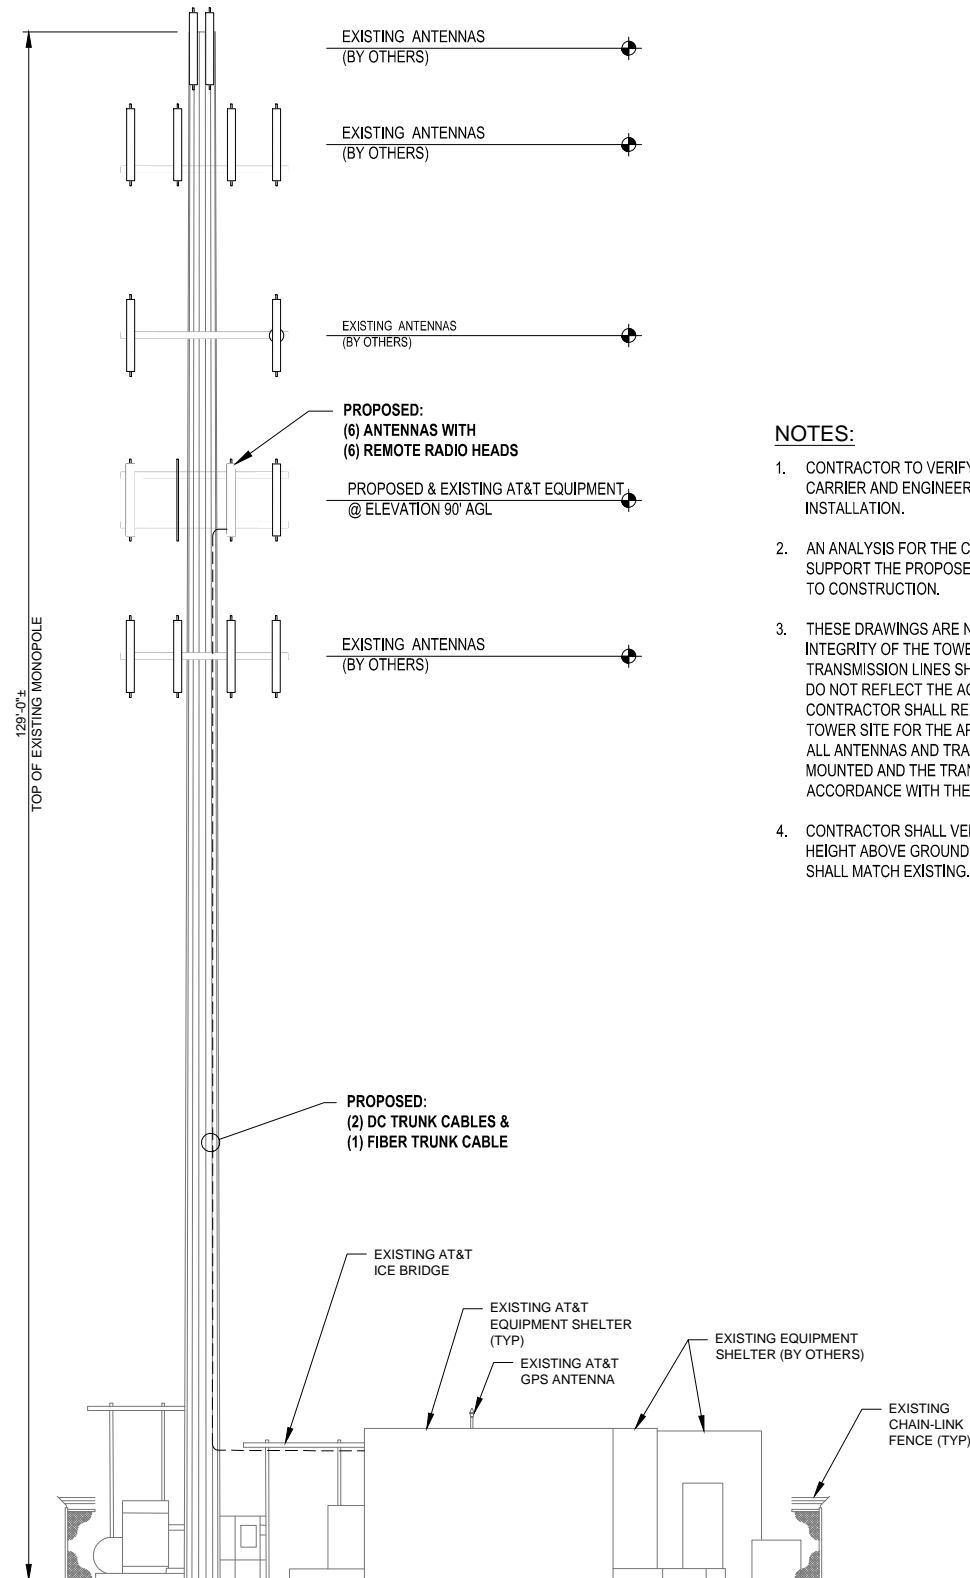 EXISTING ANTENNAS
(BY OTHERS)
EXISTING ANTENNAS
(BY OTHERS)
EXISTING ANTENNAS
(BY OTHERS)
PROPOSED:
(6) ANTENNAS WITH
(6) REMOTE RADIO HEADS
PROPOSED & EXISTING AT&T EQUIPMENT
@ ELEVATION 90' AGL
EXISTING ANTENNAS
(BY OTHERS)
129'-0"±
TOP OF EXISTING MONOPOLE
NOTES:
1. CONTRACTOR TO VERIFY
CARRIER AND ENGINEER
INSTALLATION.
2. AN ANALYSIS FOR THE C
SUPPORT THE PROPOSE
TO CONSTRUCTION.
3. THESE DRAWINGS ARE N
INTEGRITY OF THE TOWE
TRANSMISSION LINES SH
DO NOT REFLECT THE AC
CONTRACTOR SHALL RE
TOWER SITE FOR THE AP
ALL ANTENNAS AND TRA
MOUNTED AND THE TRAN
ACCORDANCE WITH THE
4. CONTRACTOR SHALL VE
HEIGHT ABOVE GROUND
SHALL MATCH EXISTING.
PROPOSED:
(2) DC TRUNK CABLES &
(1) FIBER TRUNK CABLE
EXISTING AT&T
ICE BRIDGE
EXISTING AT&T
EQUIPMENT SHELTER
(TYP)
EXISTING AT&T
GPS ANTENNA
EXISTING EQUIPMENT
SHELTER (BY OTHERS)
EXISTING
CHAIN-LINK
FENCE (TYP)